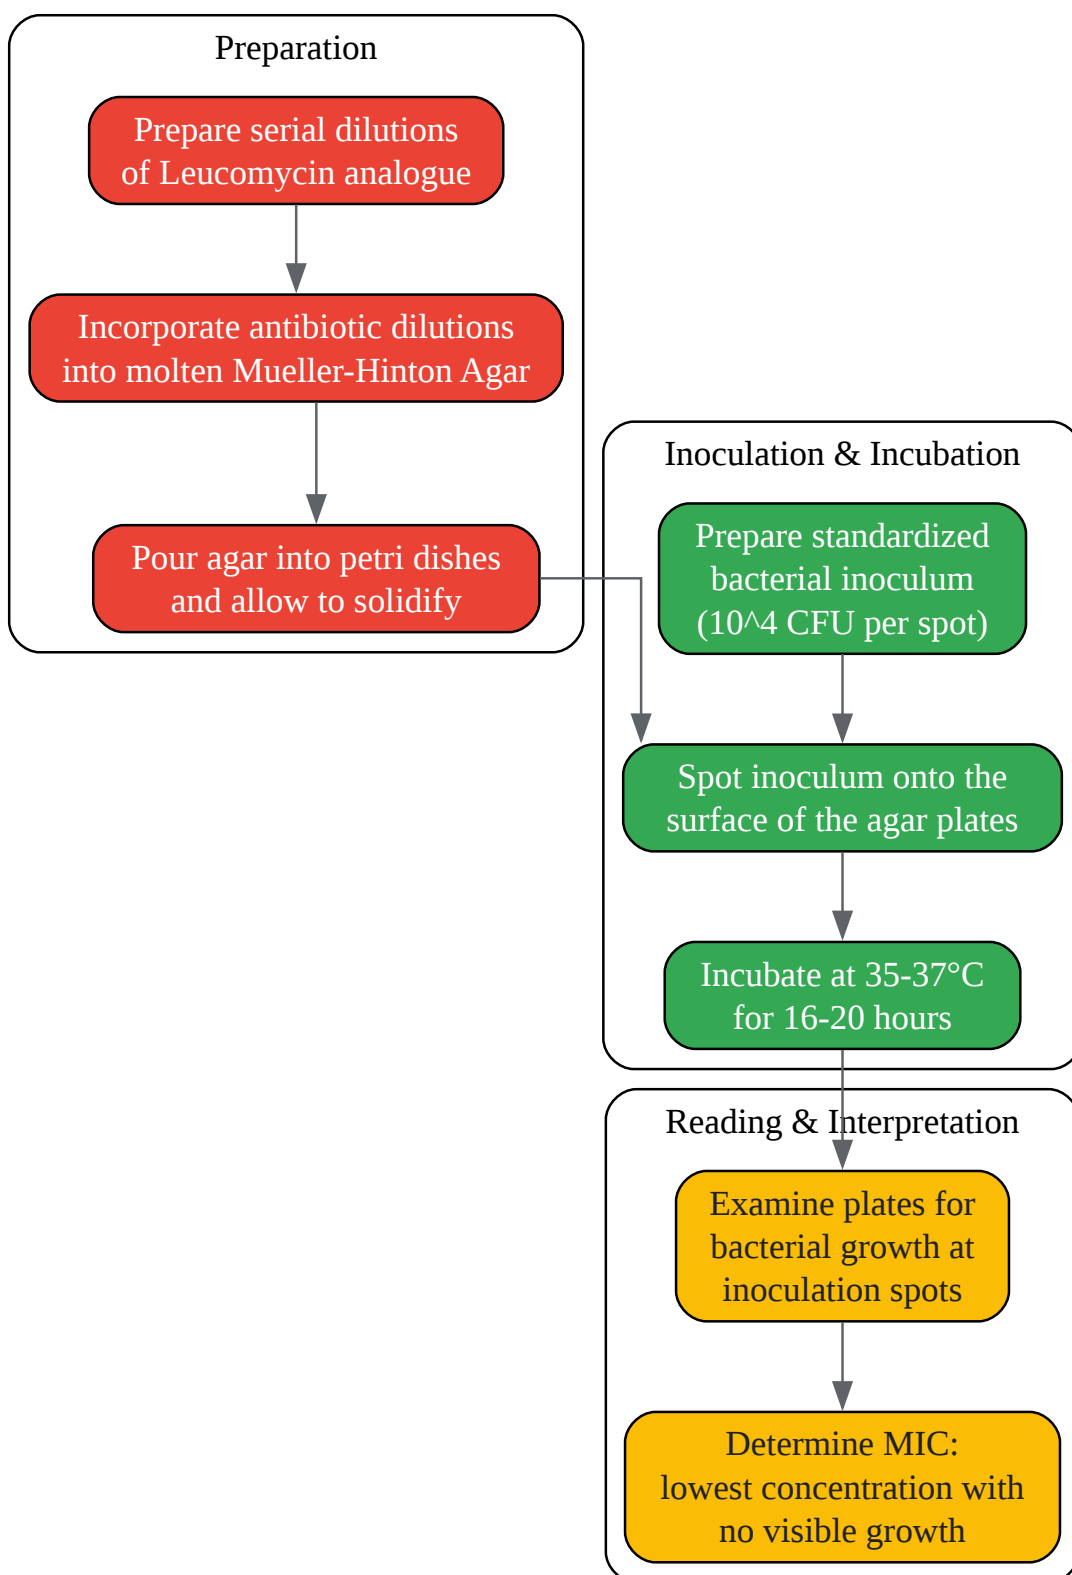 Preparation
Prepare serial dilutions
of Leucomycin analogue
Incorporate antibiotic dilutions
into molten Mueller-Hinton Agar
Pour agar into petri dishes
and allow to solidify
Inoculation & Incubation
Prepare standardized
bacterial inoculum
(10^4 CFU per spot)
Spot inoculum onto the
surface of the agar plates
Incubate at 35-37°C
for 16-20 hours
Reading & Interpretation
Examine plates for
bacterial growth at
inoculation spots
Determine MIC:
lowest concentration with
no visible growth